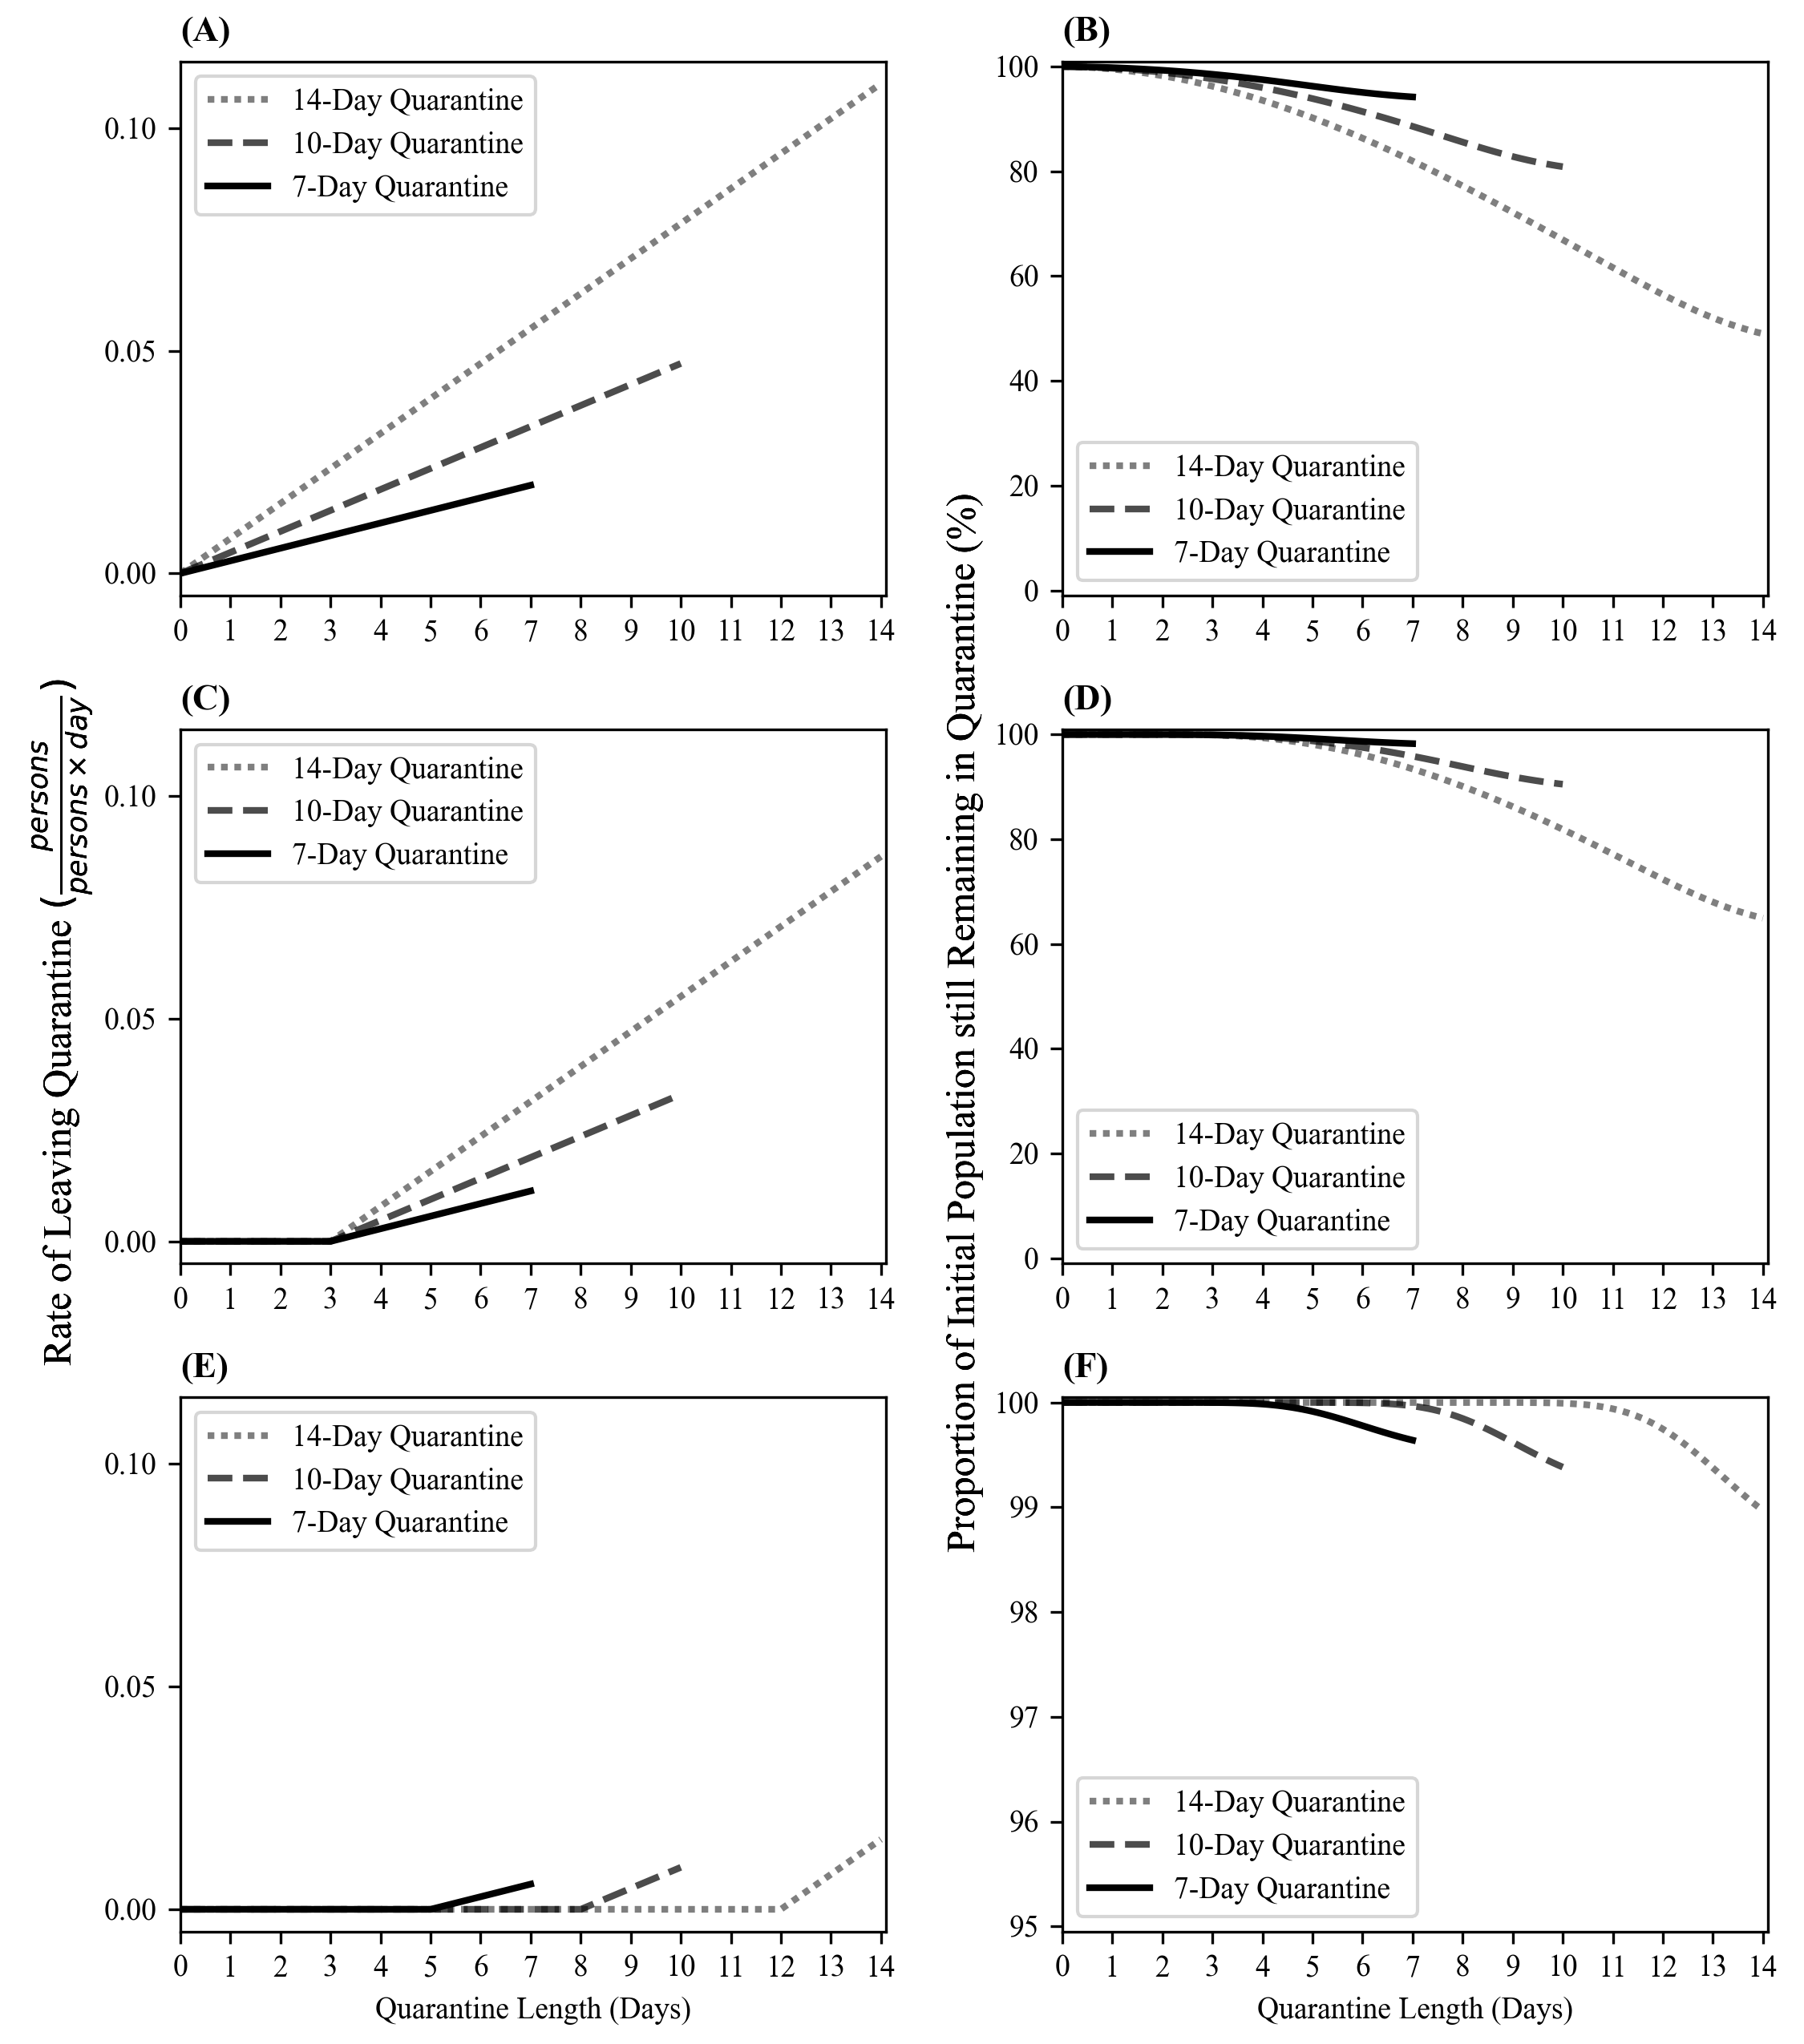 (A)
14-Day Quarantine
10-Day Quarantine
7-Day Quarantine
0.10
0.05
0.00
0 1 2 3 4 5 6 7 8 9 10 11 12 13 14
(B)
100
80
60
40
20
0
14-Day Quarantine
10-Day Quarantine
7-Day Quarantine
0 1 2 3 4 5 6 7 8 9 10 11 12 13 14
Rate of Leaving Quarantine (persons / persons × day)
Proportion of Initial Population still Remaining in Quarantine (%)
(C)
14-Day Quarantine
10-Day Quarantine
7-Day Quarantine
0.10
0.05
0.00
0 1 2 3 4 5 6 7 8 9 10 11 12 13 14
(D)
100
80
60
40
20
0
14-Day Quarantine
10-Day Quarantine
7-Day Quarantine
0 1 2 3 4 5 6 7 8 9 10 11 12 13 14
(E)
14-Day Quarantine
10-Day Quarantine
7-Day Quarantine
0.10
0.05
0.00
0 1 2 3 4 5 6 7 8 9 10 11 12 13 14
Quarantine Length (Days)
(F)
100
99
98
97
96
95
14-Day Quarantine
10-Day Quarantine
7-Day Quarantine
0 1 2 3 4 5 6 7 8 9 10 11 12 13 14
Quarantine Length (Days)